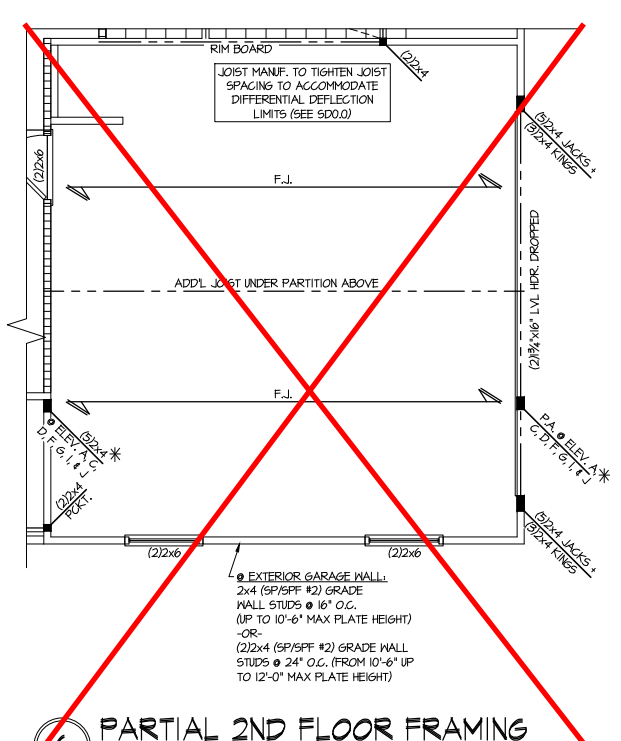 RIM BOARD
(2)2x4
JOIST MANUF. TO TIGHTEN JOIST
SPACING TO ACCOMMODATE
DIFFERENTIAL DEFLECTION
LIMITS (SEE SD0.0)
(5)2x4 JACKS +
(3)2x4 KINGS
(2)2x6
F.J.
(2)1¾"x16" LVL HDR. DROPPED
ADD'L JOIST UNDER PARTITION ABOVE
F.J.
(5)2x4*
@ ELEV. A, C,
D, F, G, I, & J
P.A. @ ELEV. A*
C, D, F, G, I, & J
(2)2x4
PCKT.
(5)2x4 JACKS +
(3)2x4 KINGS
(2)2x6
(2)2x6
@ EXTERIOR GARAGE WALL:
2x4 (SP/SPF #2) GRADE
WALL STUDS @ 16" O.C.
(UP TO 10'-6" MAX PLATE HEIGHT)
-OR-
(2)2x4 (SP/SPF #2) GRADE WALL
STUDS @ 24" O.C. (FROM 10'-6" UP
TO 12'-0" MAX PLATE HEIGHT)
PARTIAL 2ND FLOOR FRAMING